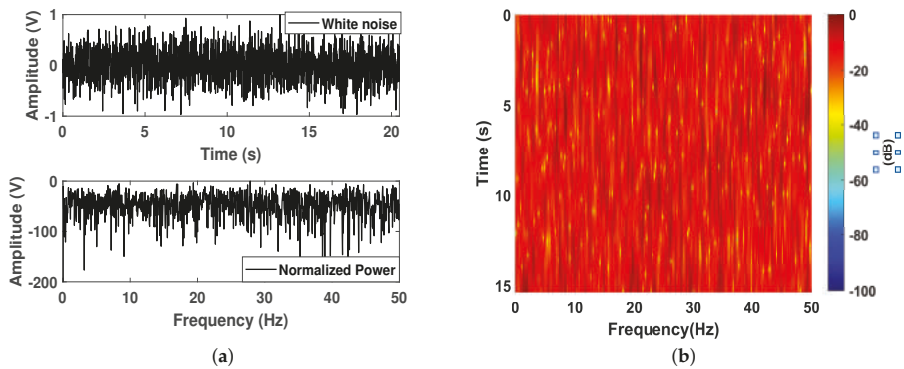 1
0
-1
Amplitude (V)
White noise
0 5 10 15 20
Time (s)
0
-100
-200
Amplitude (V)
Normalized Power
0 10 20 30 40 50
Frequency (Hz)
(a)
0
5
10
15
Time (s)
0 10 20 30 40 50
Frequency(Hz)
0
-20
-40
-60
-80
-100
(dB)
(b)